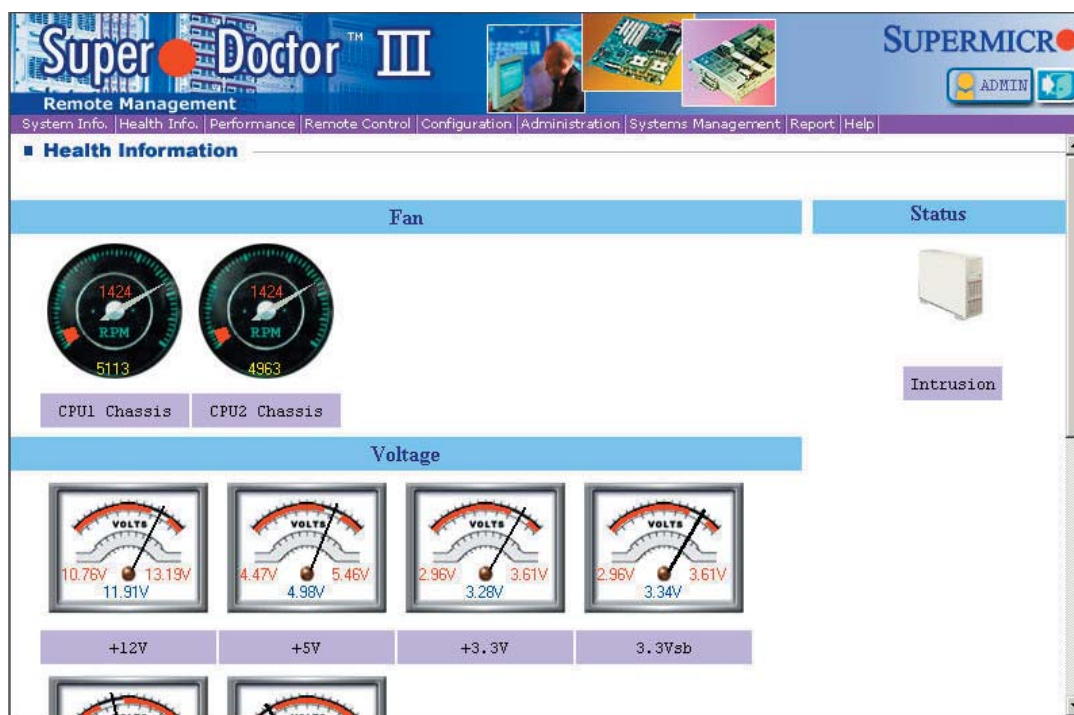 Super Doctor ™ III
Remote Management
SUPERMICR
ADMIN
System Info. Health Info. Performance Remote Control Configuration Administration Systems Management Report Help
Health Information
Fan
Status
1424 1424
RPM RPM
5113 4963
CPU1 Chassis CPU2 Chassis
Intrusion
Voltage
VOLTS VOLTS VOLTS VOLTS
10.76V 13.19V 4.47V 5.46V 2.96V 3.61V 2.96V 3.61V
11.91V 4.98V 3.28V 3.34V
+12V +5V +3.3V 3.3Vsb